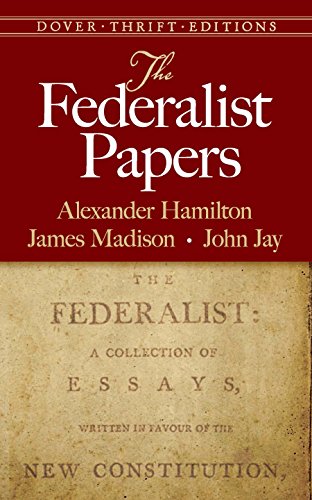 DOVER · THRIFT · EDITIONS
The
Federalist
Papers
Alexander Hamilton
James Madison · John Jay
THE
FEDERALIST:
A COLLECTION OF
ESSAYS,
WRITTEN IN FAVOUR OF THE
NEW CONSTITUTION,